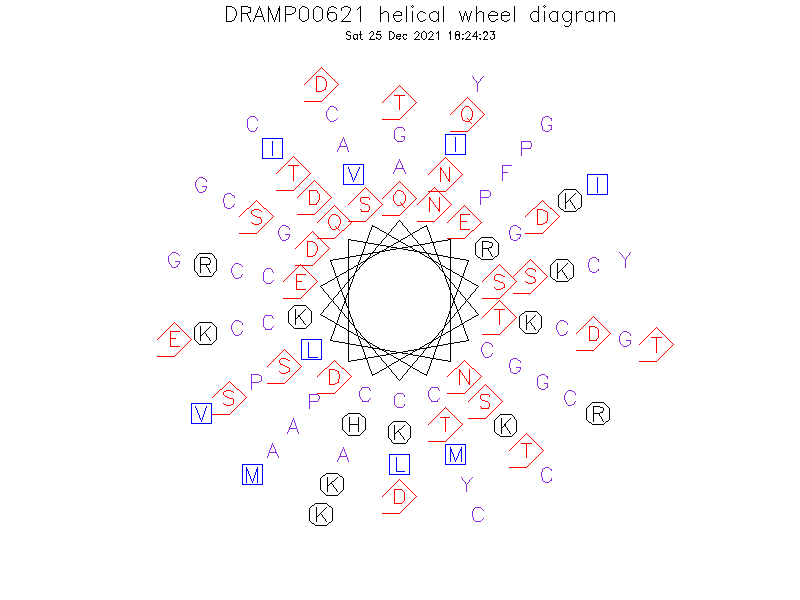 DRAMP00621 helical wheel diagram
Sat 25 Dec 2021 18:24:23
D Y
T
C Q
C G
G
I A I P
A
T V N F
G I
D Q P
C K
S N
S D
Q E
G G
D R
G R C Y
C K
C S
E S
K T
C K
C C
K D
E G
T
L C
S G
D N
P G
C C
S P C S C
V R
A H T K
K
A A M T
L
M C
K Y
D
K C